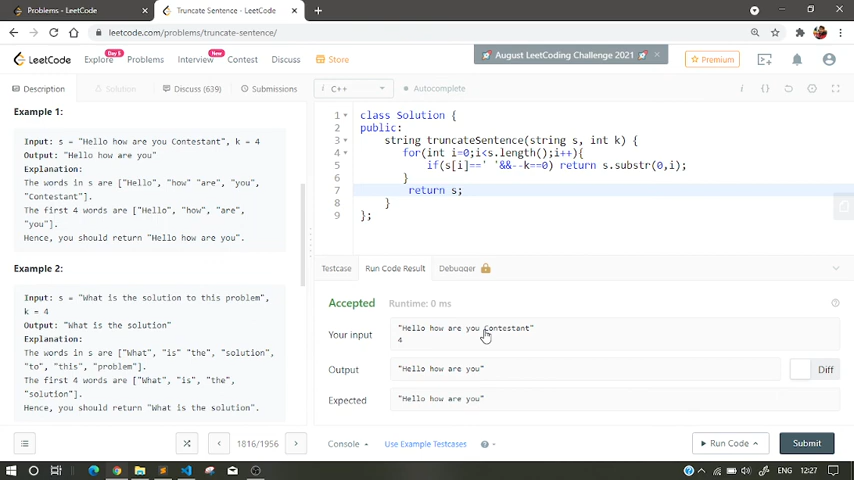 Problems - LeetCode
Truncate Sentence - LeetCode
leetcode.com/problems/truncate-sentence/
LeetCode
Explore
Day 5
Problems
Interview
New
Contest
Discuss
Store
August LeetCoding Challenge 2021
Premium
Description
Solution
Discuss (639)
Submissions
C++
Autocomplete
Example 1:
Input: s = "Hello how are you Contestant", k = 4
Output: "Hello how are you"
Explanation:
The words in s are ["Hello", "how" "are", "you",
"Contestant"].
The first 4 words are ["Hello", "how", "are",
"you"].
Hence, you should return "Hello how are you".
Example 2:
Input: s = "What is the solution to this problem",
k = 4
Output: "What is the solution"
Explanation:
The words in s are ["What", "is" "the", "solution",
"to", "this", "problem"].
The first 4 words are ["What", "is", "the",
"solution"].
Hence, you should return "What is the solution".
1 class Solution {
2 public:
3 string truncateSentence(string s, int k) {
4 for(int i=0;i<s.length();i++){
5 if(s[i]==' '&&--k==0) return s.substr(0,i);
6 }
7 return s;
8 }
9 };
Testcase
Run Code Result
Debugger
Accepted
Runtime: 0 ms
Your input
"Hello how are you Contestant"
4
Output
"Hello how are you"
Diff
Expected
"Hello how are you"
1816/1956
Console
Use Example Testcases
Run Code
Submit
ENG
12:27